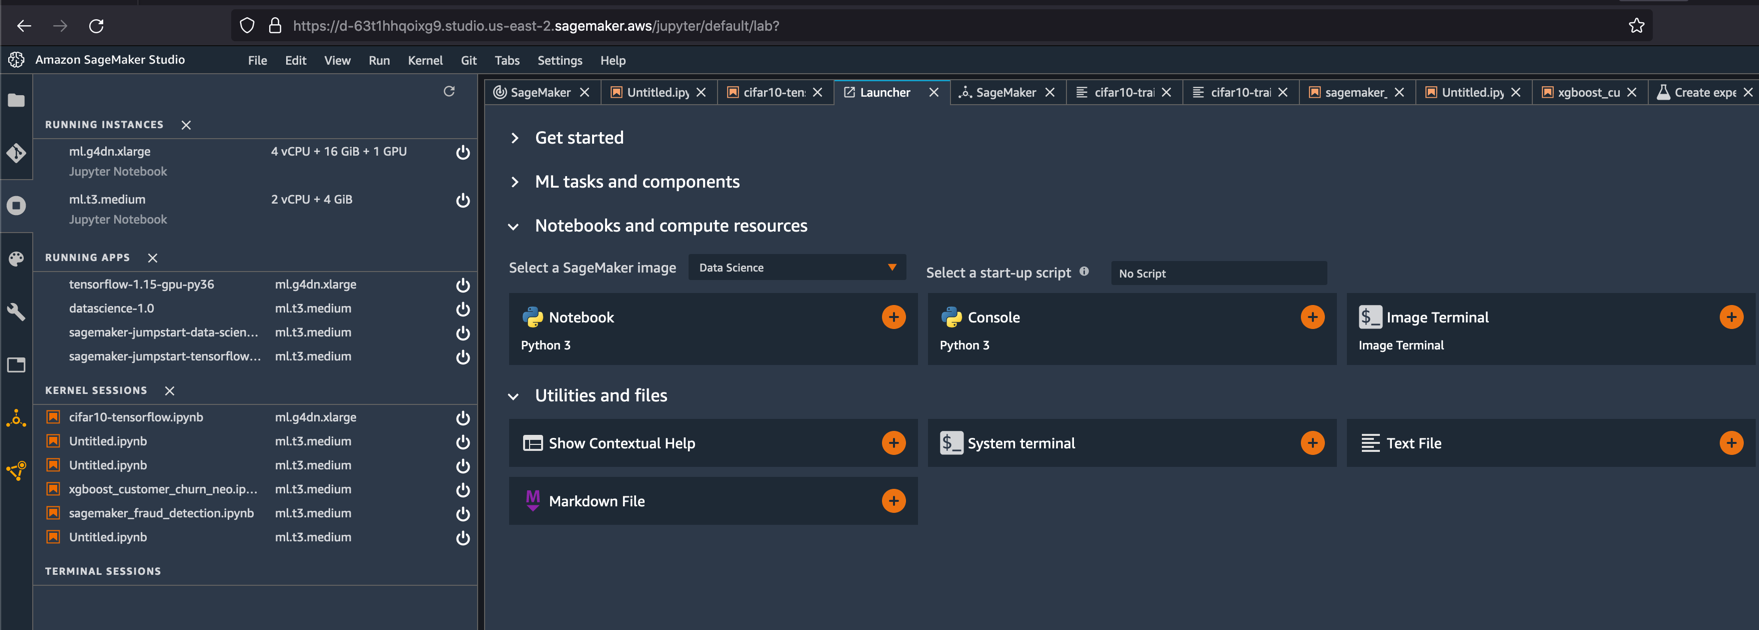 https://d-63t1hhqoixg9.studio.us-east-2.sagemaker.aws/jupyter/default/lab?
Amazon SageMaker Studio File Edit View Run Kernel Git Tabs Settings Help
SageMaker Untitled.ipy cifar10-ten Launcher SageMaker cifar10-trai cifar10-trai sagemaker_ Untitled.ipy xgboost_cu Create expe
RUNNING INSTANCES
ml.g4dn.xlarge 4 vCPU + 16 GiB + 1 GPU
Jupyter Notebook
ml.t3.medium 2 vCPU + 4 GiB
Jupyter Notebook
RUNNING APPS
tensorflow-1.15-gpu-py36 ml.g4dn.xlarge
datascience-1.0 ml.t3.medium
sagemaker-jumpstart-data-scien... ml.t3.medium
sagemaker-jumpstart-tensorflow... ml.t3.medium
KERNEL SESSIONS
cifar10-tensorflow.ipynb ml.g4dn.xlarge
Untitled.ipynb ml.t3.medium
Untitled.ipynb ml.t3.medium
xgboost_customer_churn_neo.ip... ml.t3.medium
sagemaker_fraud_detection.ipynb ml.t3.medium
Untitled.ipynb ml.t3.medium
TERMINAL SESSIONS
Get started
ML tasks and components
Notebooks and compute resources
Select a SageMaker image Data Science Select a start-up script No Script
Notebook Console $_ Image Terminal
Python 3 Python 3 Image Terminal
Utilities and files
Show Contextual Help $_ System terminal Text File
M Markdown File